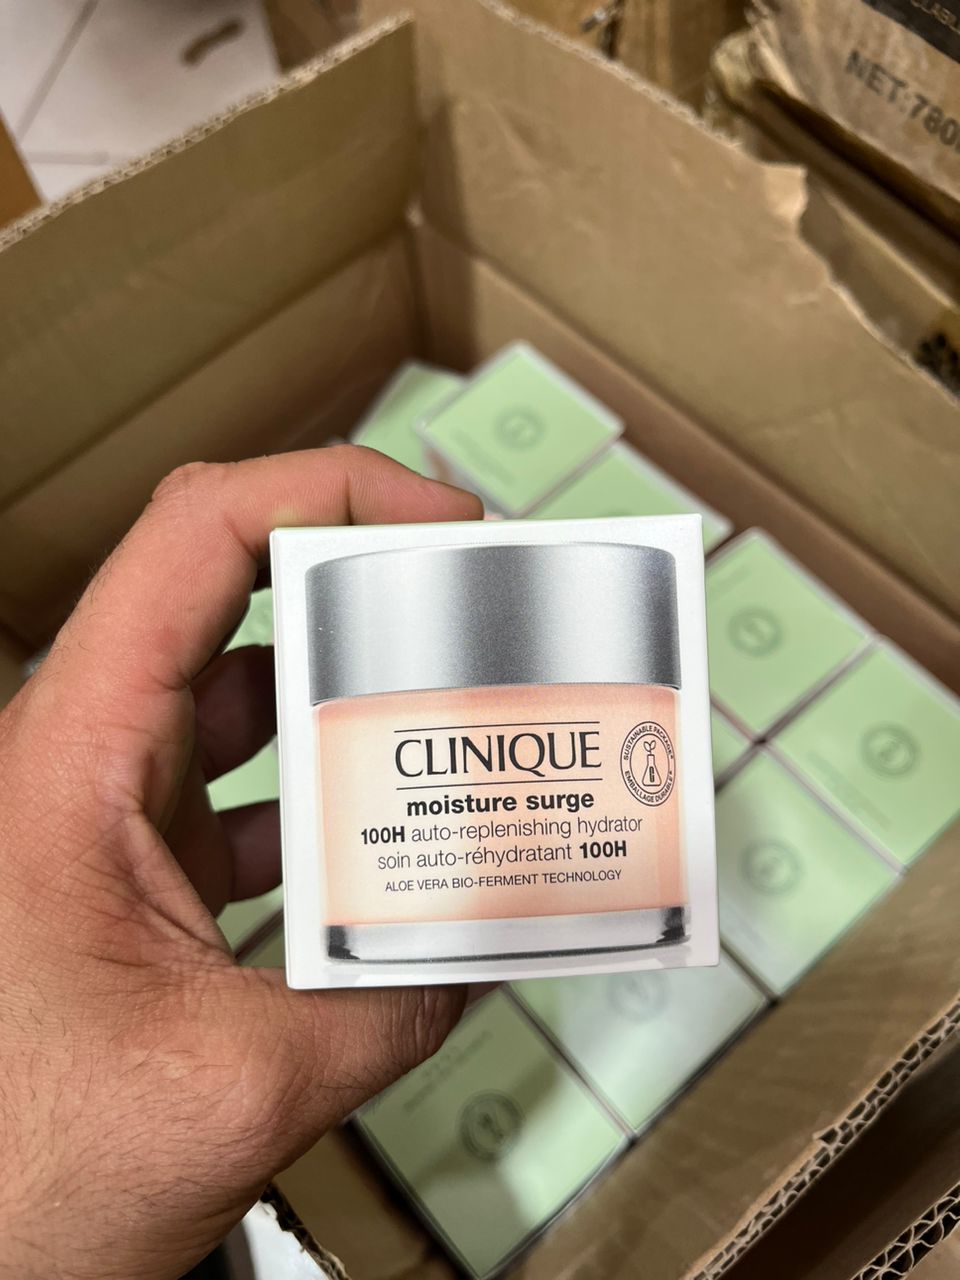 NET:780
CLINIQUE
moisture surge
100H auto-replenishing hydrator
soin auto-réhydratant 100H
ALOE VERA BIO-FERMENT TECHNOLOGY
SUSTAINABLE PACKAGE
EMBALLAGE DURABLE